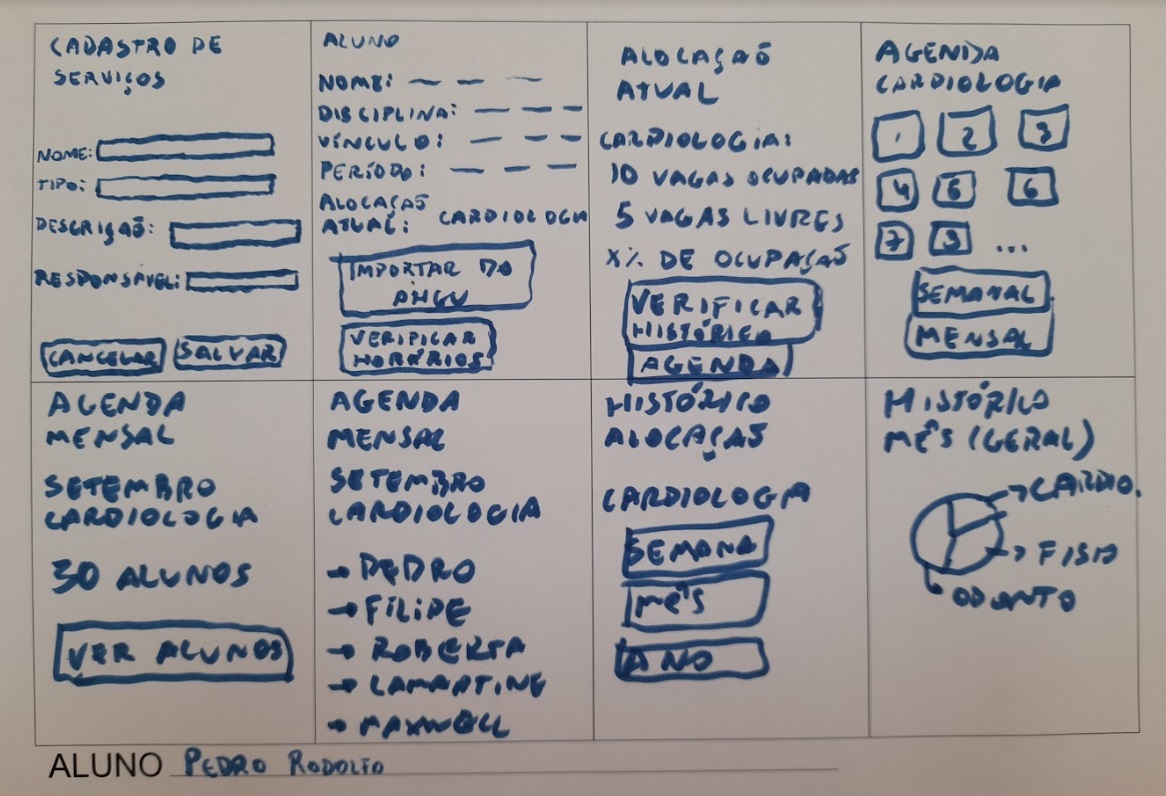 CADASTRO DE
SERVIÇOS
NOME:
TIPO:
DESCRIÇÃO:
RESPONSÁVEL:
CANCELAR SALVAR
ALUNO
NOME:
DISCIPLINA:
VÍNCULO:
PERÍODO:
ALOCAÇÃO
ATUAL: CARDIOLOGIA
IMPORTAR DO
VERIFICAR
HORÁRIOS
ALOCAÇÃO
ATUAL
CARDIOLOGIA:
10 VAGAS OCUPADAS
5 VAGAS LIVRES
X% DE OCUPAÇÃO
VERIFICAR
HISTÓRICO
AGENDA
AGENDA
CARDIOLOGIA
1 2 3
4 5 6
7 8 ...
SEMANAL
MENSAL
AGENDA
MENSAL
SETEMBRO
CARDIOLOGIA
30 ALUNOS
VER ALUNOS
AGENDA
MENSAL
SETEMBRO
CARDIOLOGIA
→ PEDRO
→ FILIPE
→ ROBERTA
→ LAMARTINE
→ MAXWELL
HISTÓRICO
ALOCAÇÃO
CARDIOLOGIA
SEMANA
MÊS
ANO
HISTÓRICO
MÊS (GERAL)
CARDIO.
FISIO
ODONTO
ALUNO PEDRO RODOLFO